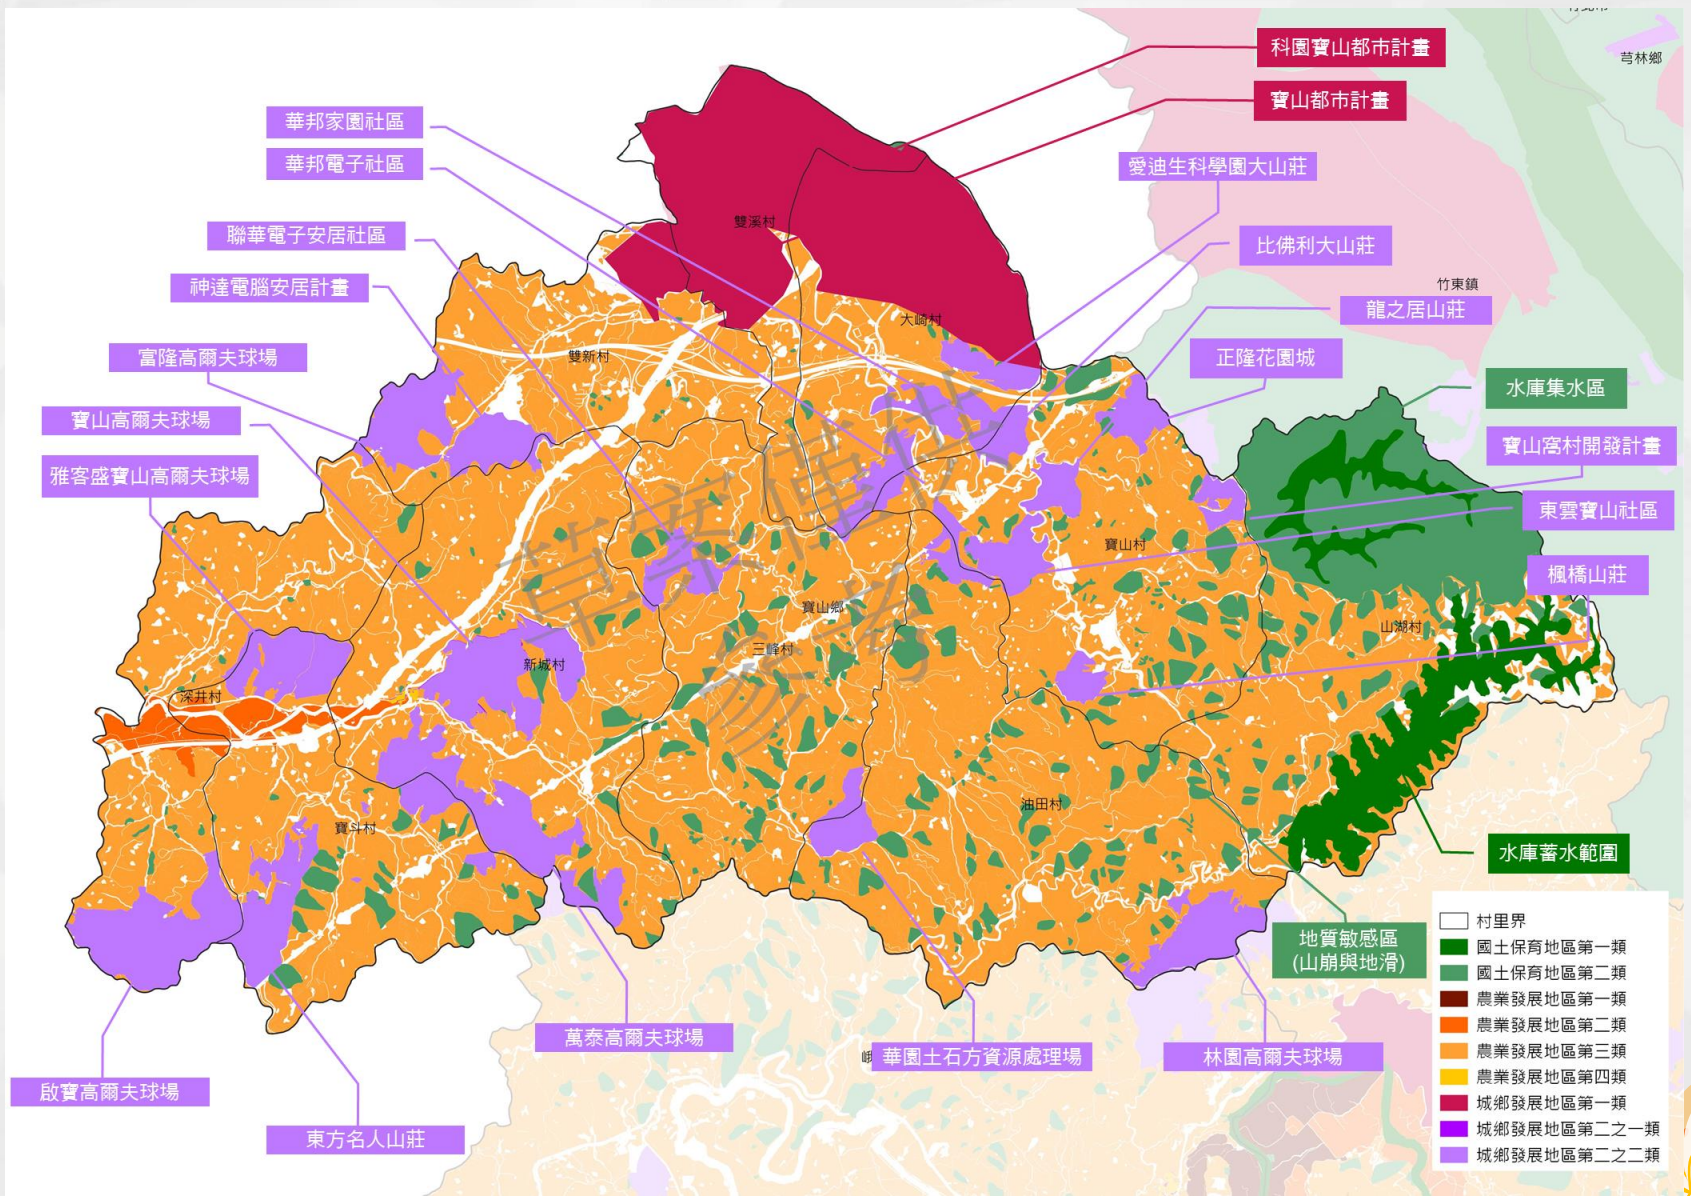 科園寶山都市計畫
芎林鄉
寶山都市計畫
華邦家園社區
華邦電子社區
愛迪生科學園大山莊
雙溪村
聯華電子安居社區
比佛利大山莊
神達電腦安居計畫
竹東鎮
龍之居山莊
大崎村
富隆高爾夫球場
雙新村
正隆花園城
水庫集水區
寶山高爾夫球場
寶山窩村開發計畫
雅客盛寶山高爾夫球場
東雲寶山社區
草案僅供
參考
寶山村
楓橋山莊
寶山鄉
山湖村
三峰村
新城村
深井村
油田村
寶斗村
水庫蓄水範圍
地質敏感區
(山崩與地滑)
萬泰高爾夫球場
華園土石方資源處理場
林園高爾夫球場
啟寶高爾夫球場
東方名人山莊
村里界
國土保育地區第一類
國土保育地區第二類
農業發展地區第一類
農業發展地區第二類
農業發展地區第三類
農業發展地區第四類
城鄉發展地區第一類
城鄉發展地區第二之一類
城鄉發展地區第二之二類